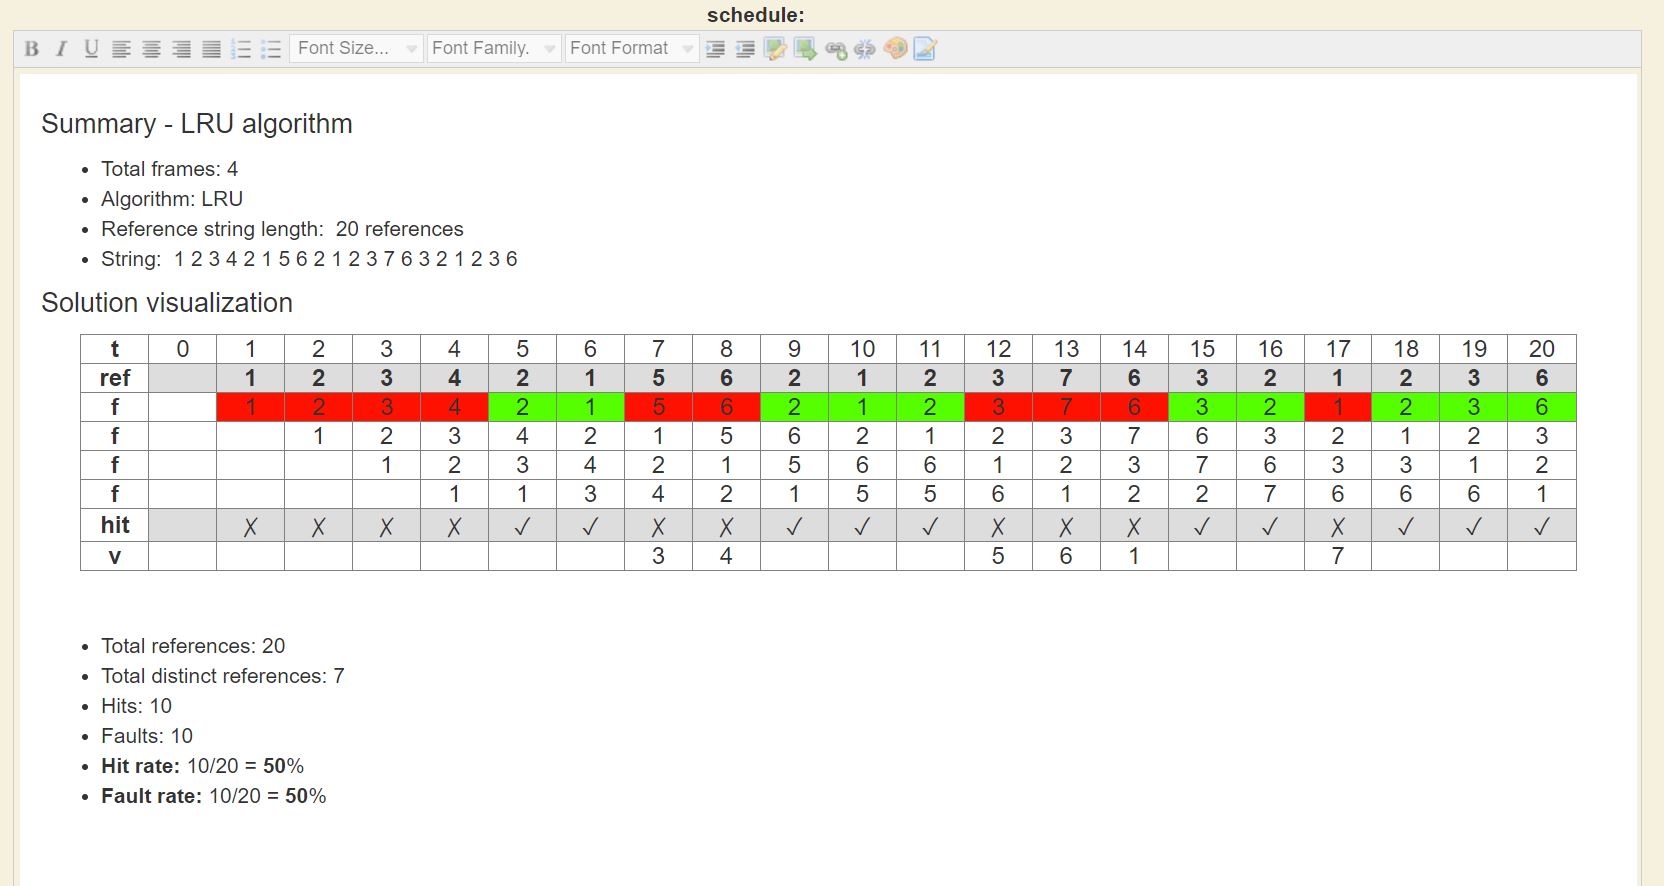 schedule:
B I U Font Size... Font Family. Font Format
Summary - LRU algorithm
• Total frames: 4
• Algorithm: LRU
• Reference string length:  20 references
• String:  1 2 3 4 2 1 5 6 2 1 2 3 7 6 3 2 1 2 3 6
Solution visualization
t 0 1 2 3 4 5 6 7 8 9 10 11 12 13 14 15 16 17 18 19 20
ref 1 2 3 4 2 1 5 6 2 1 2 3 7 6 3 2 1 2 3 6
f 1 2 3 4 2 1 5 6 2 1 2 3 7 6 3 2 1 2 3 6
f 1 2 3 4 2 1 5 6 2 1 2 3 7 6 3 2 1 2 3
f 1 2 3 4 2 1 5 6 6 1 2 3 7 6 3 3 1 2
f 1 1 3 4 2 1 5 5 6 1 2 2 7 6 6 6 1
hit ✗ ✗ ✗ ✗ ✓ ✓ ✗ ✗ ✓ ✓ ✓ ✗ ✗ ✗ ✓ ✓ ✗ ✓ ✓ ✓
v 3 4 5 6 1 7
• Total references: 20
• Total distinct references: 7
• Hits: 10
• Faults: 10
• Hit rate: 10/20 = 50%
• Fault rate: 10/20 = 50%